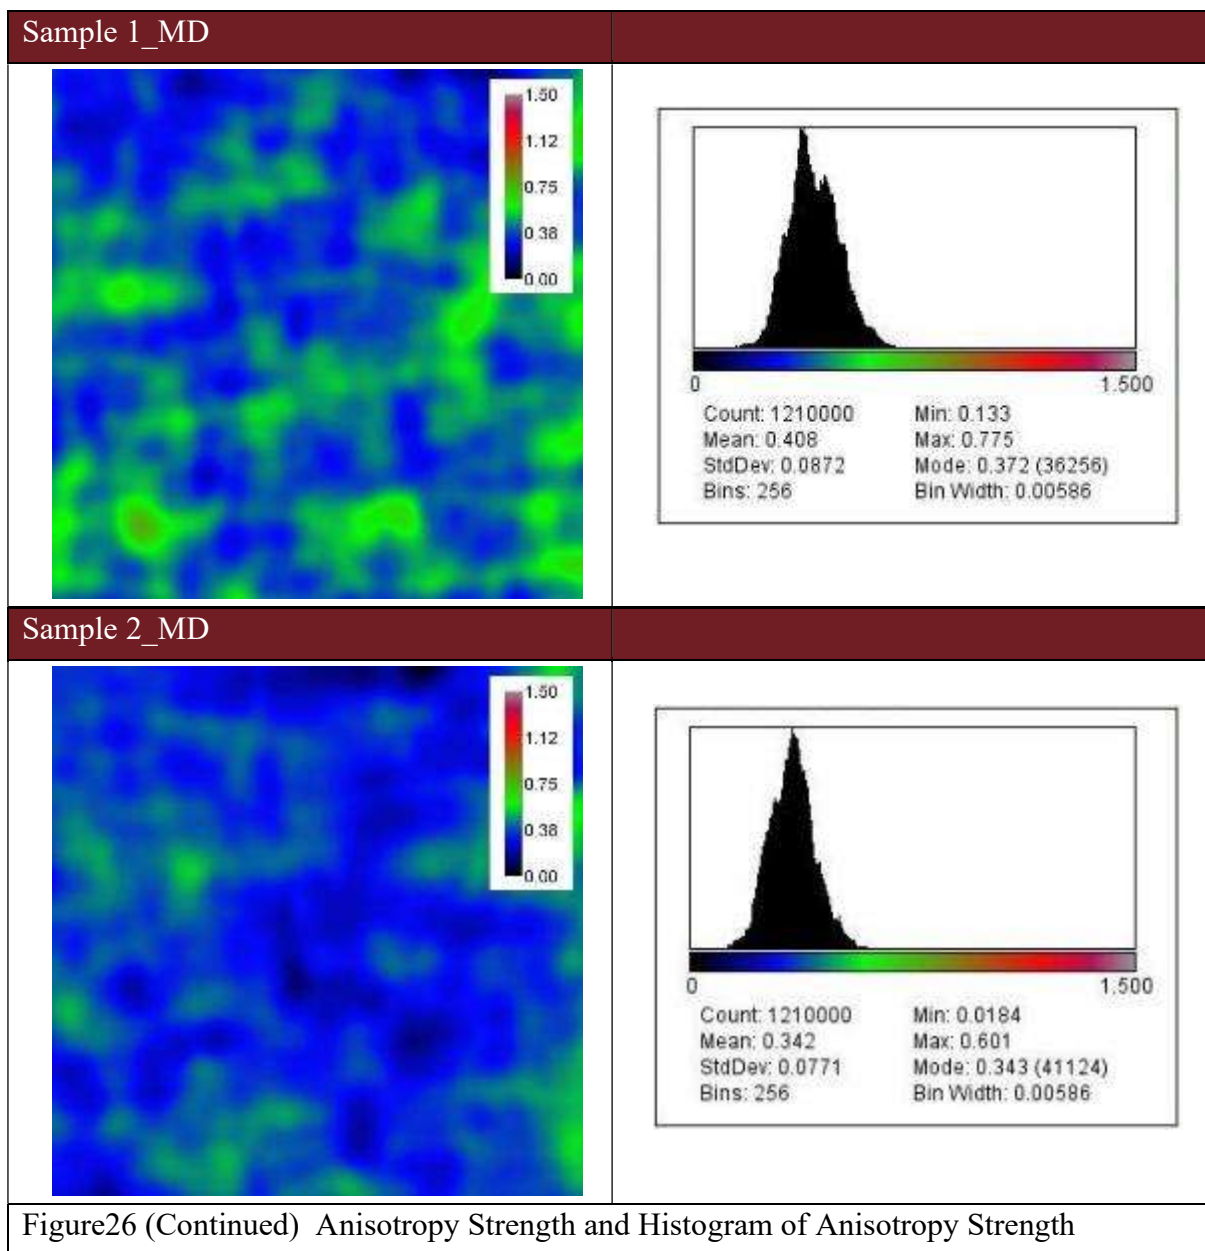 Sample 1_MD
1.50
1.12
0.75
0.38
0.00
0 1.500
Count: 1210000 Min: 0.133
Mean: 0.408 Max: 0.775
StdDev: 0.0872 Mode: 0.372 (36256)
Bins: 256 Bin Width: 0.00586
Sample 2_MD
1.50
1.12
0.75
0.38
0.00
0 1.500
Count: 1210000 Min: 0.0184
Mean: 0.342 Max: 0.601
StdDev: 0.0771 Mode: 0.343 (41124)
Bins: 256 Bin Width: 0.00586
Figure26 (Continued) Anisotropy Strength and Histogram of Anisotropy Strength